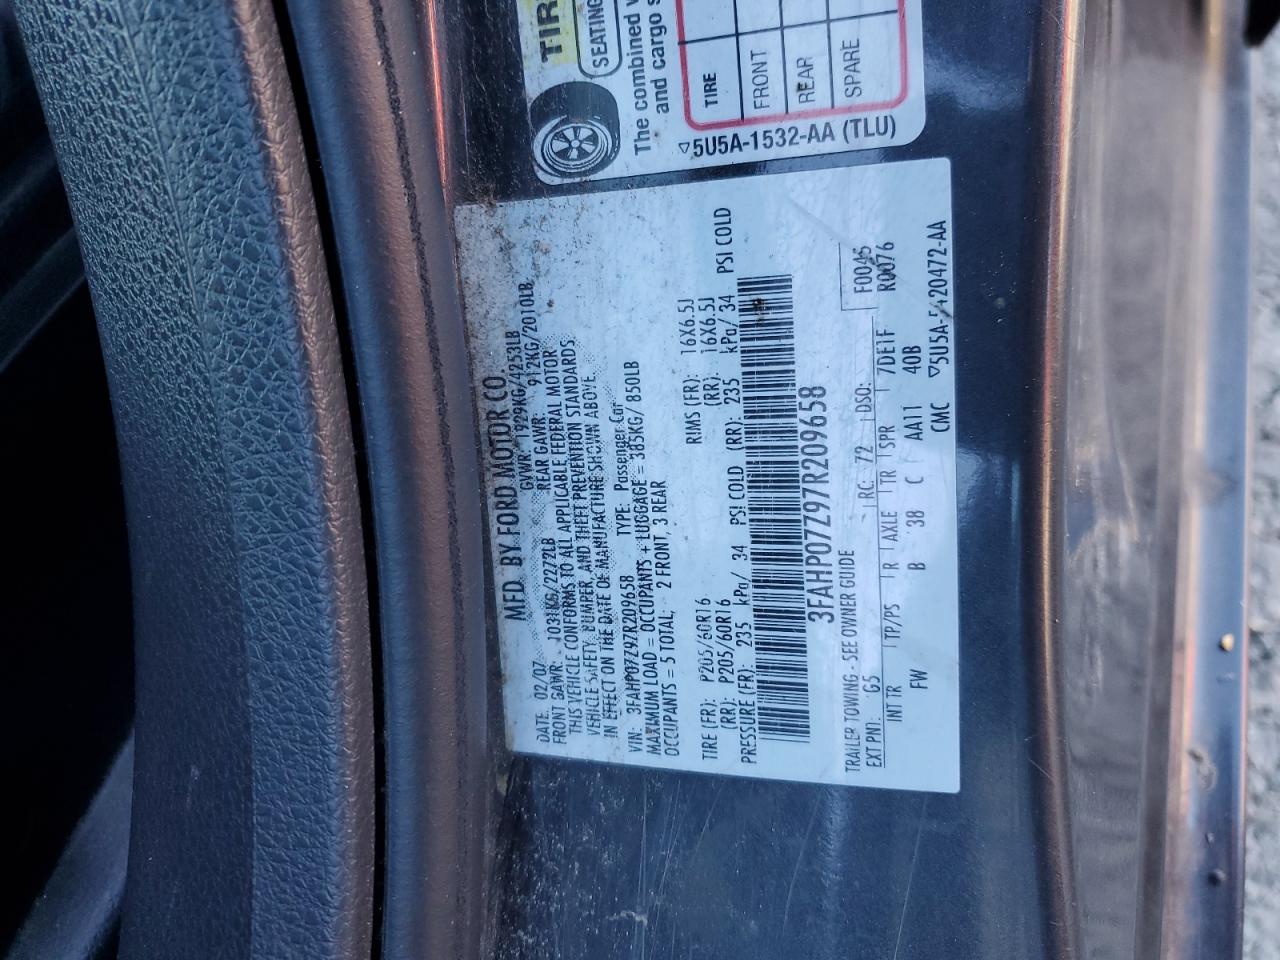 TIRE
SEATING
The combined
and cargo
TIRE
FRONT
REAR
SPARE
5U5A-1532-AA (TLU)
MFD. BY FORD MOTOR CO.
DATE: 02/07 GVWR: 1929KG/4253LB
FRONT GAWR: 1031KG/2272LB REAR GAWR: 912KG/2010LB
THIS VEHICLE CONFORMS TO ALL APPLICABLE FEDERAL MOTOR
VEHICLE SAFETY, BUMPER, AND THEFT PREVENTION STANDARDS
IN EFFECT ON THE DATE OF MANUFACTURE SHOWN ABOVE.
VIN: 3FAHP07Z97R209658 TYPE: Passenger Car
MAXIMUM LOAD = OCCUPANTS + LUGGAGE = 385KG/ 850LB
OCCUPANTS = 5 TOTAL, 2 FRONT, 3 REAR
TIRE (FR): P205/60R16 RIMS (FR): 16X6.5J
(RR): P205/60R16 (RR): 16X6.5J
PRESSURE (FR): 235 kPa/ 34 PSI COLD (RR): 235 kPa/ 34 PSI COLD
3FAHP07Z97R209658
TRAILER TOWING - SEE OWNER GUIDE
EXT PNT: G5 RC: 72 DSO: F0045
INT TR TP/PS R AXLE TR SPR 7DE1F R0076
FW B 38 C AA11 40B
CMC 5U5A-5420472-AA